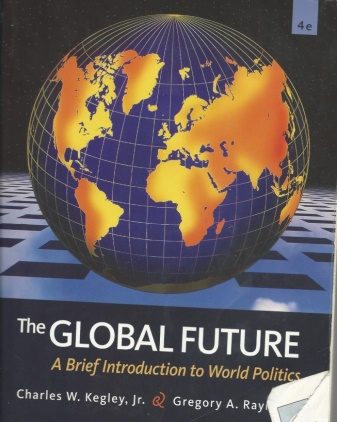 4e
The GLOBAL FUTURE
A Brief Introduction to World Politics
Charles W. Kegley, Jr. & Gregory A.